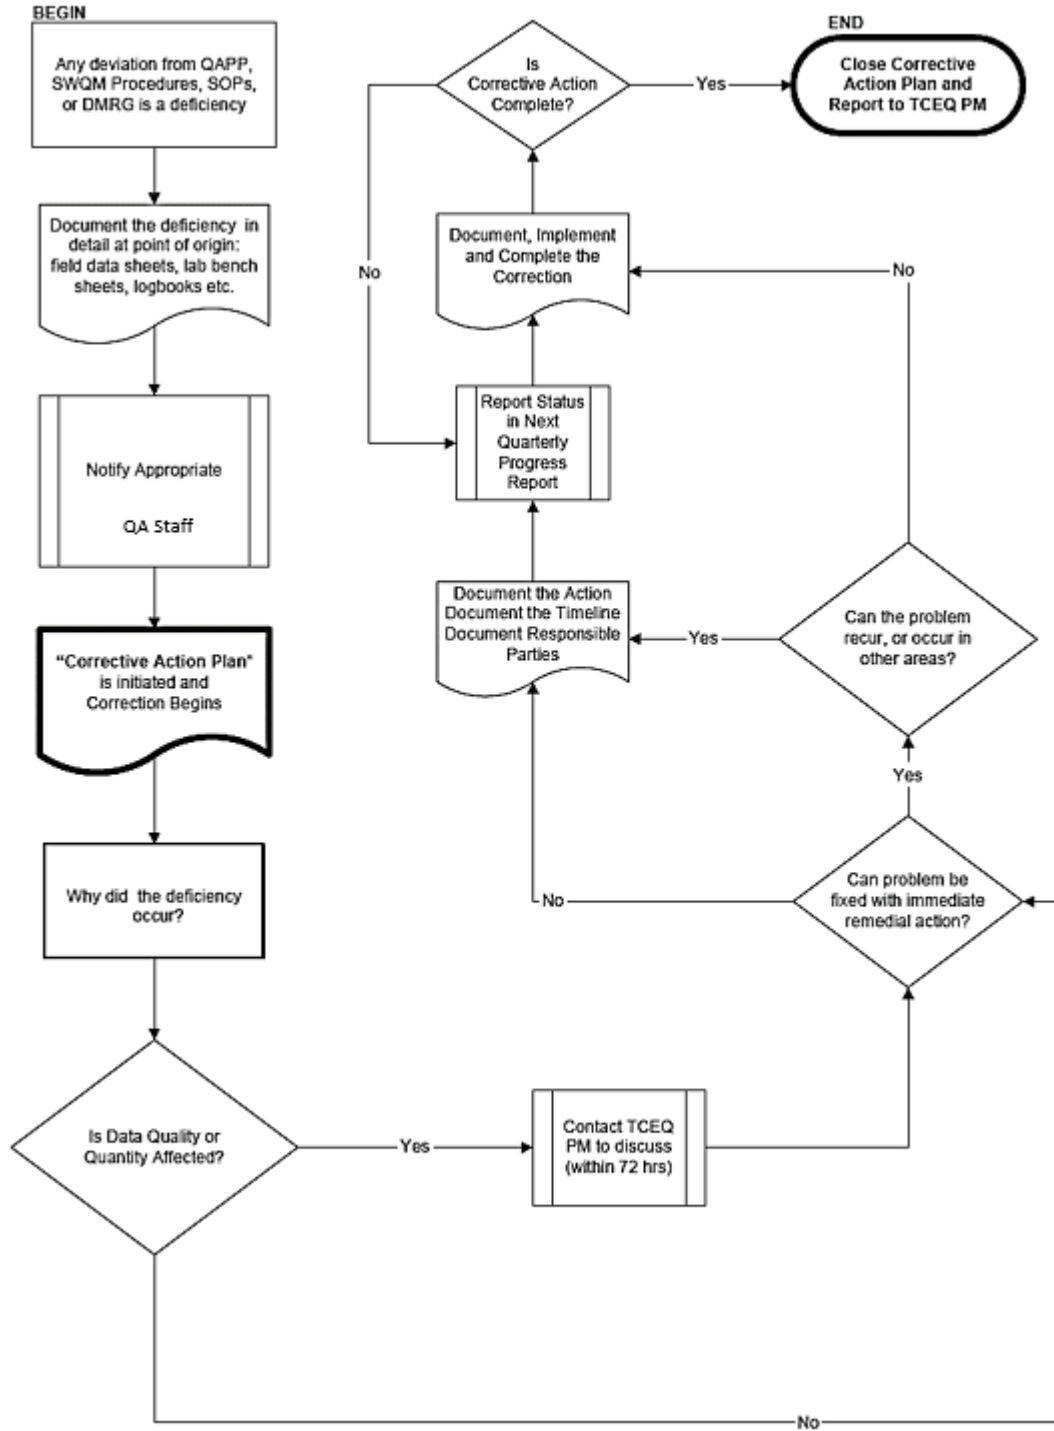 BEGIN
Any deviation from QAPP,
SWQM Procedures, SOPs,
or DMRG is a deficiency
Document the deficiency in
detail at point of origin:
field data sheets, lab bench
sheets, logbooks etc.
Notify Appropriate
QA Staff
“Corrective Action Plan"
is initiated and
Correction Begins
Why did the deficiency
occur?
Is Data Quality or
Quantity Affected?
Yes
No
Contact TCEQ
PM to discuss
(within 72 hrs)
Can problem be
fixed with immediate
remedial action?
No
Yes
Can the problem
recur, or occur in
other areas?
Yes
No
Document the Action
Document the Timeline
Document Responsible
Parties
Report Status
in Next
Quarterly
Progress
Report
Document, Implement
and Complete the
Correction
Is
Corrective Action
Complete?
No
Yes
END
Close Corrective
Action Plan and
Report to TCEQ PM